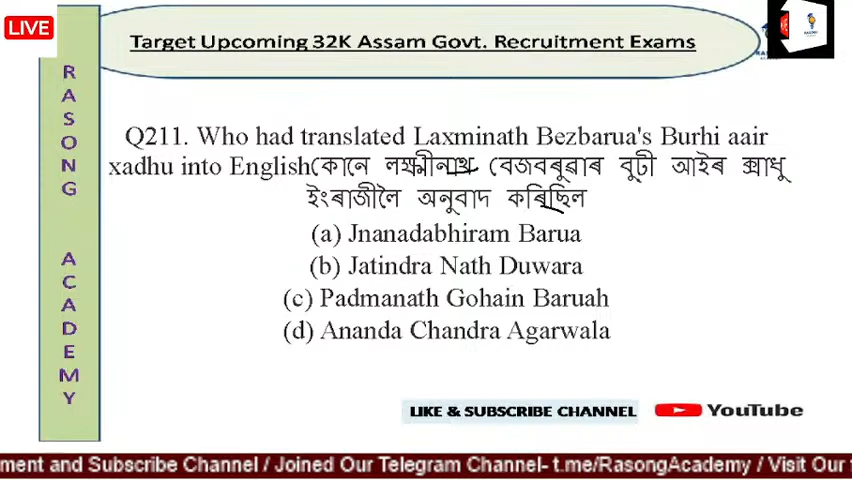 LIVE
Target Upcoming 32K Assam Govt. Recruitment Exams
RASONG ACADEMY
Q211. Who had translated Laxminath Bezbarua's Burhi aair
xadhu into Englishকোনে লক্ষ্মীনাথ বেজবৰুৱাৰ বুঢ়ী আইৰ সাধু
ইংৰাজীলৈ অনুবাদ কৰিছিল
(a) Jnanadabhiram Barua
(b) Jatindra Nath Duwara
(c) Padmanath Gohain Baruah
(d) Ananda Chandra Agarwala
LIKE & SUBSCRIBE CHANNEL YouTube
ment and Subscribe Channel / Joined Our Telegram Channel- t.me/RasongAcademy / Visit Our